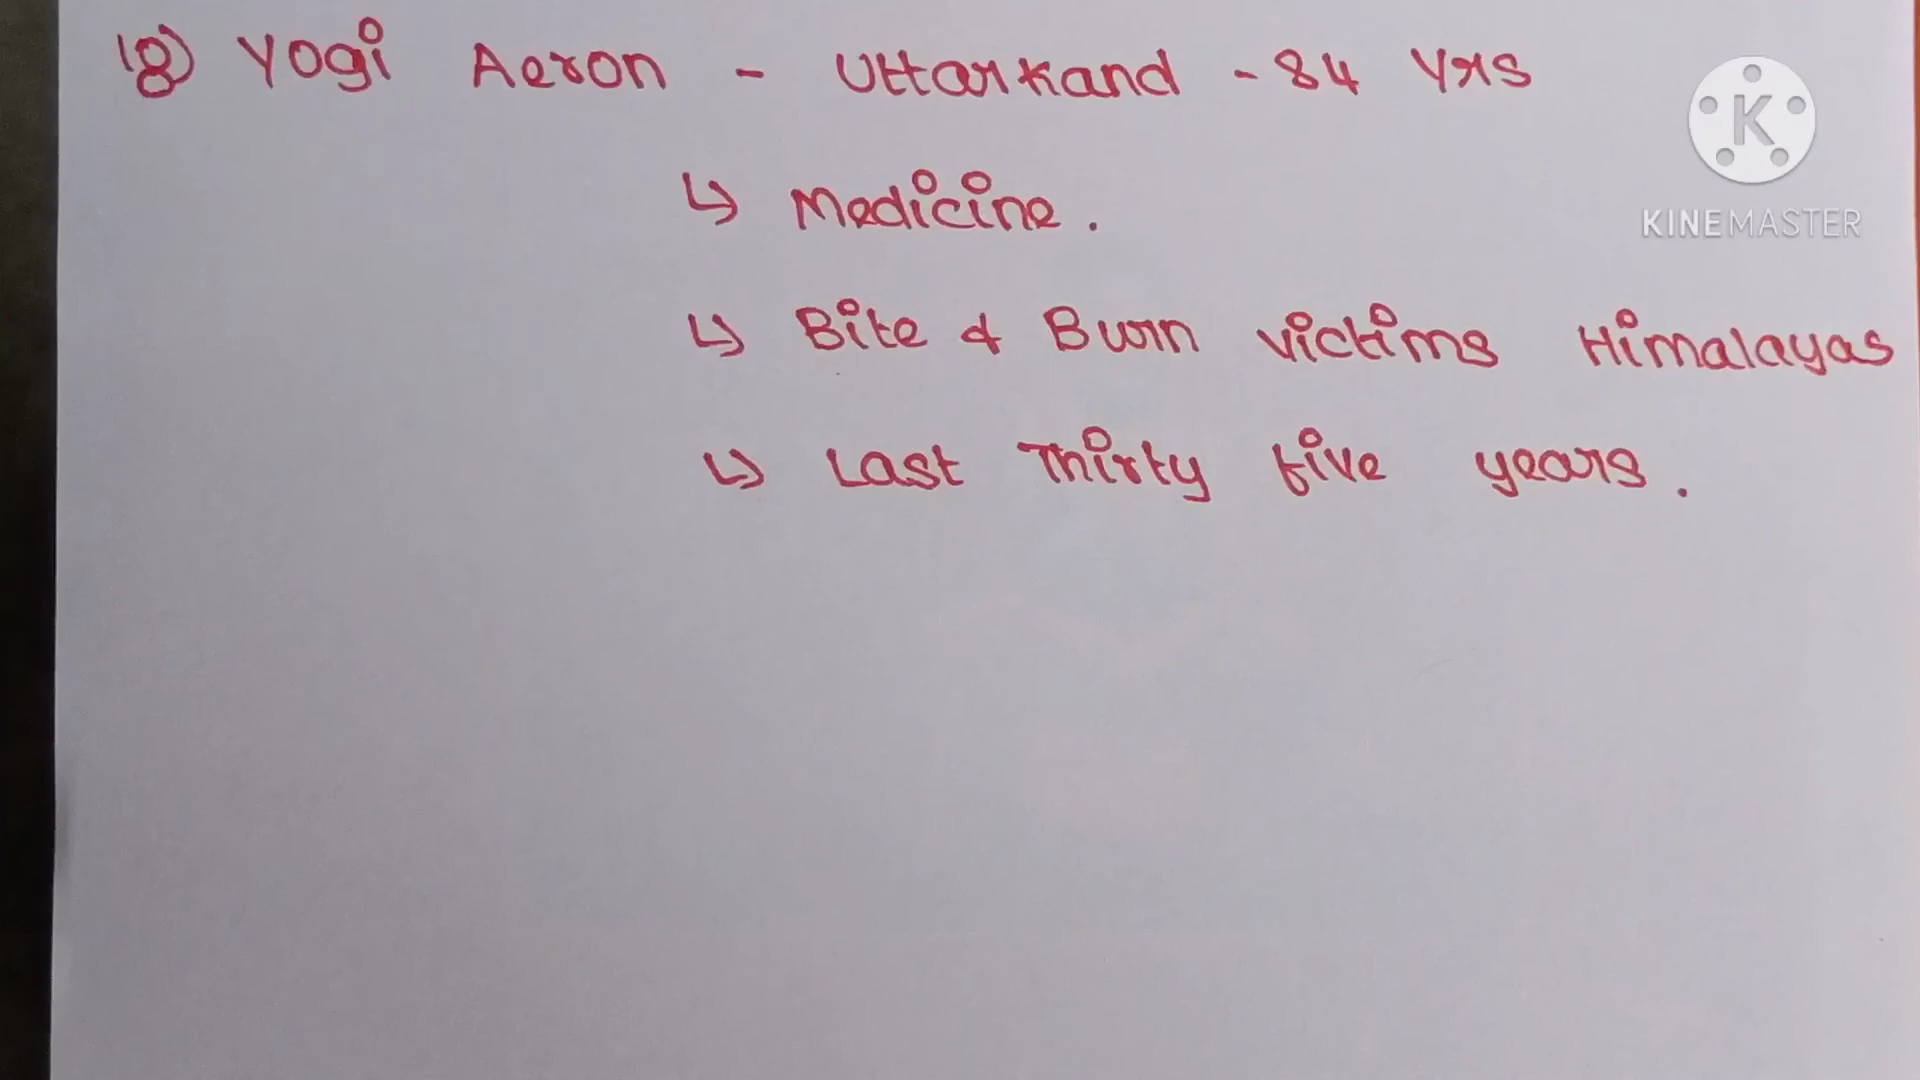 18) Yogi Aeron - Uttarkand - 84 Yrs
↳ Medicine.
↳ Bite & Burn victims Himalayas
↳ Last Thirty five years.
K
KINEMASTER